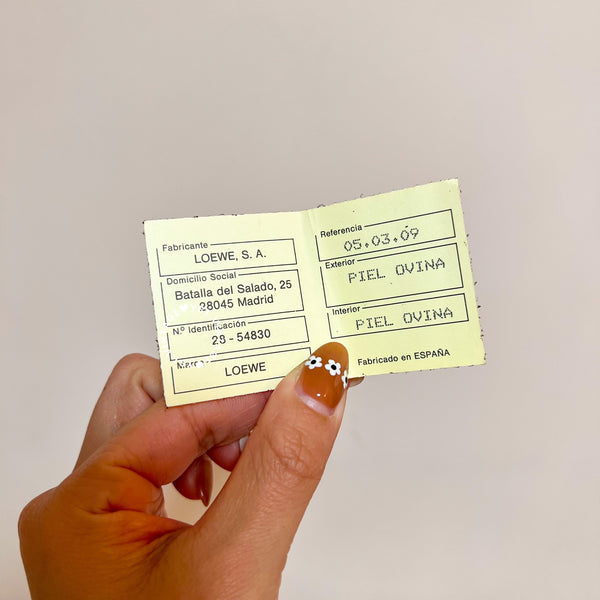 Fabricante
LOEWE, S. A.
Domicilio Social
Batalla del Salado, 25
28045 Madrid
N.º Identificación
28 - 54830
Marca
LOEWE
Referencia
05.03.09
Exterior
PIEL OVINA
Interior
PIEL OVINA
Fabricado en ESPAÑA